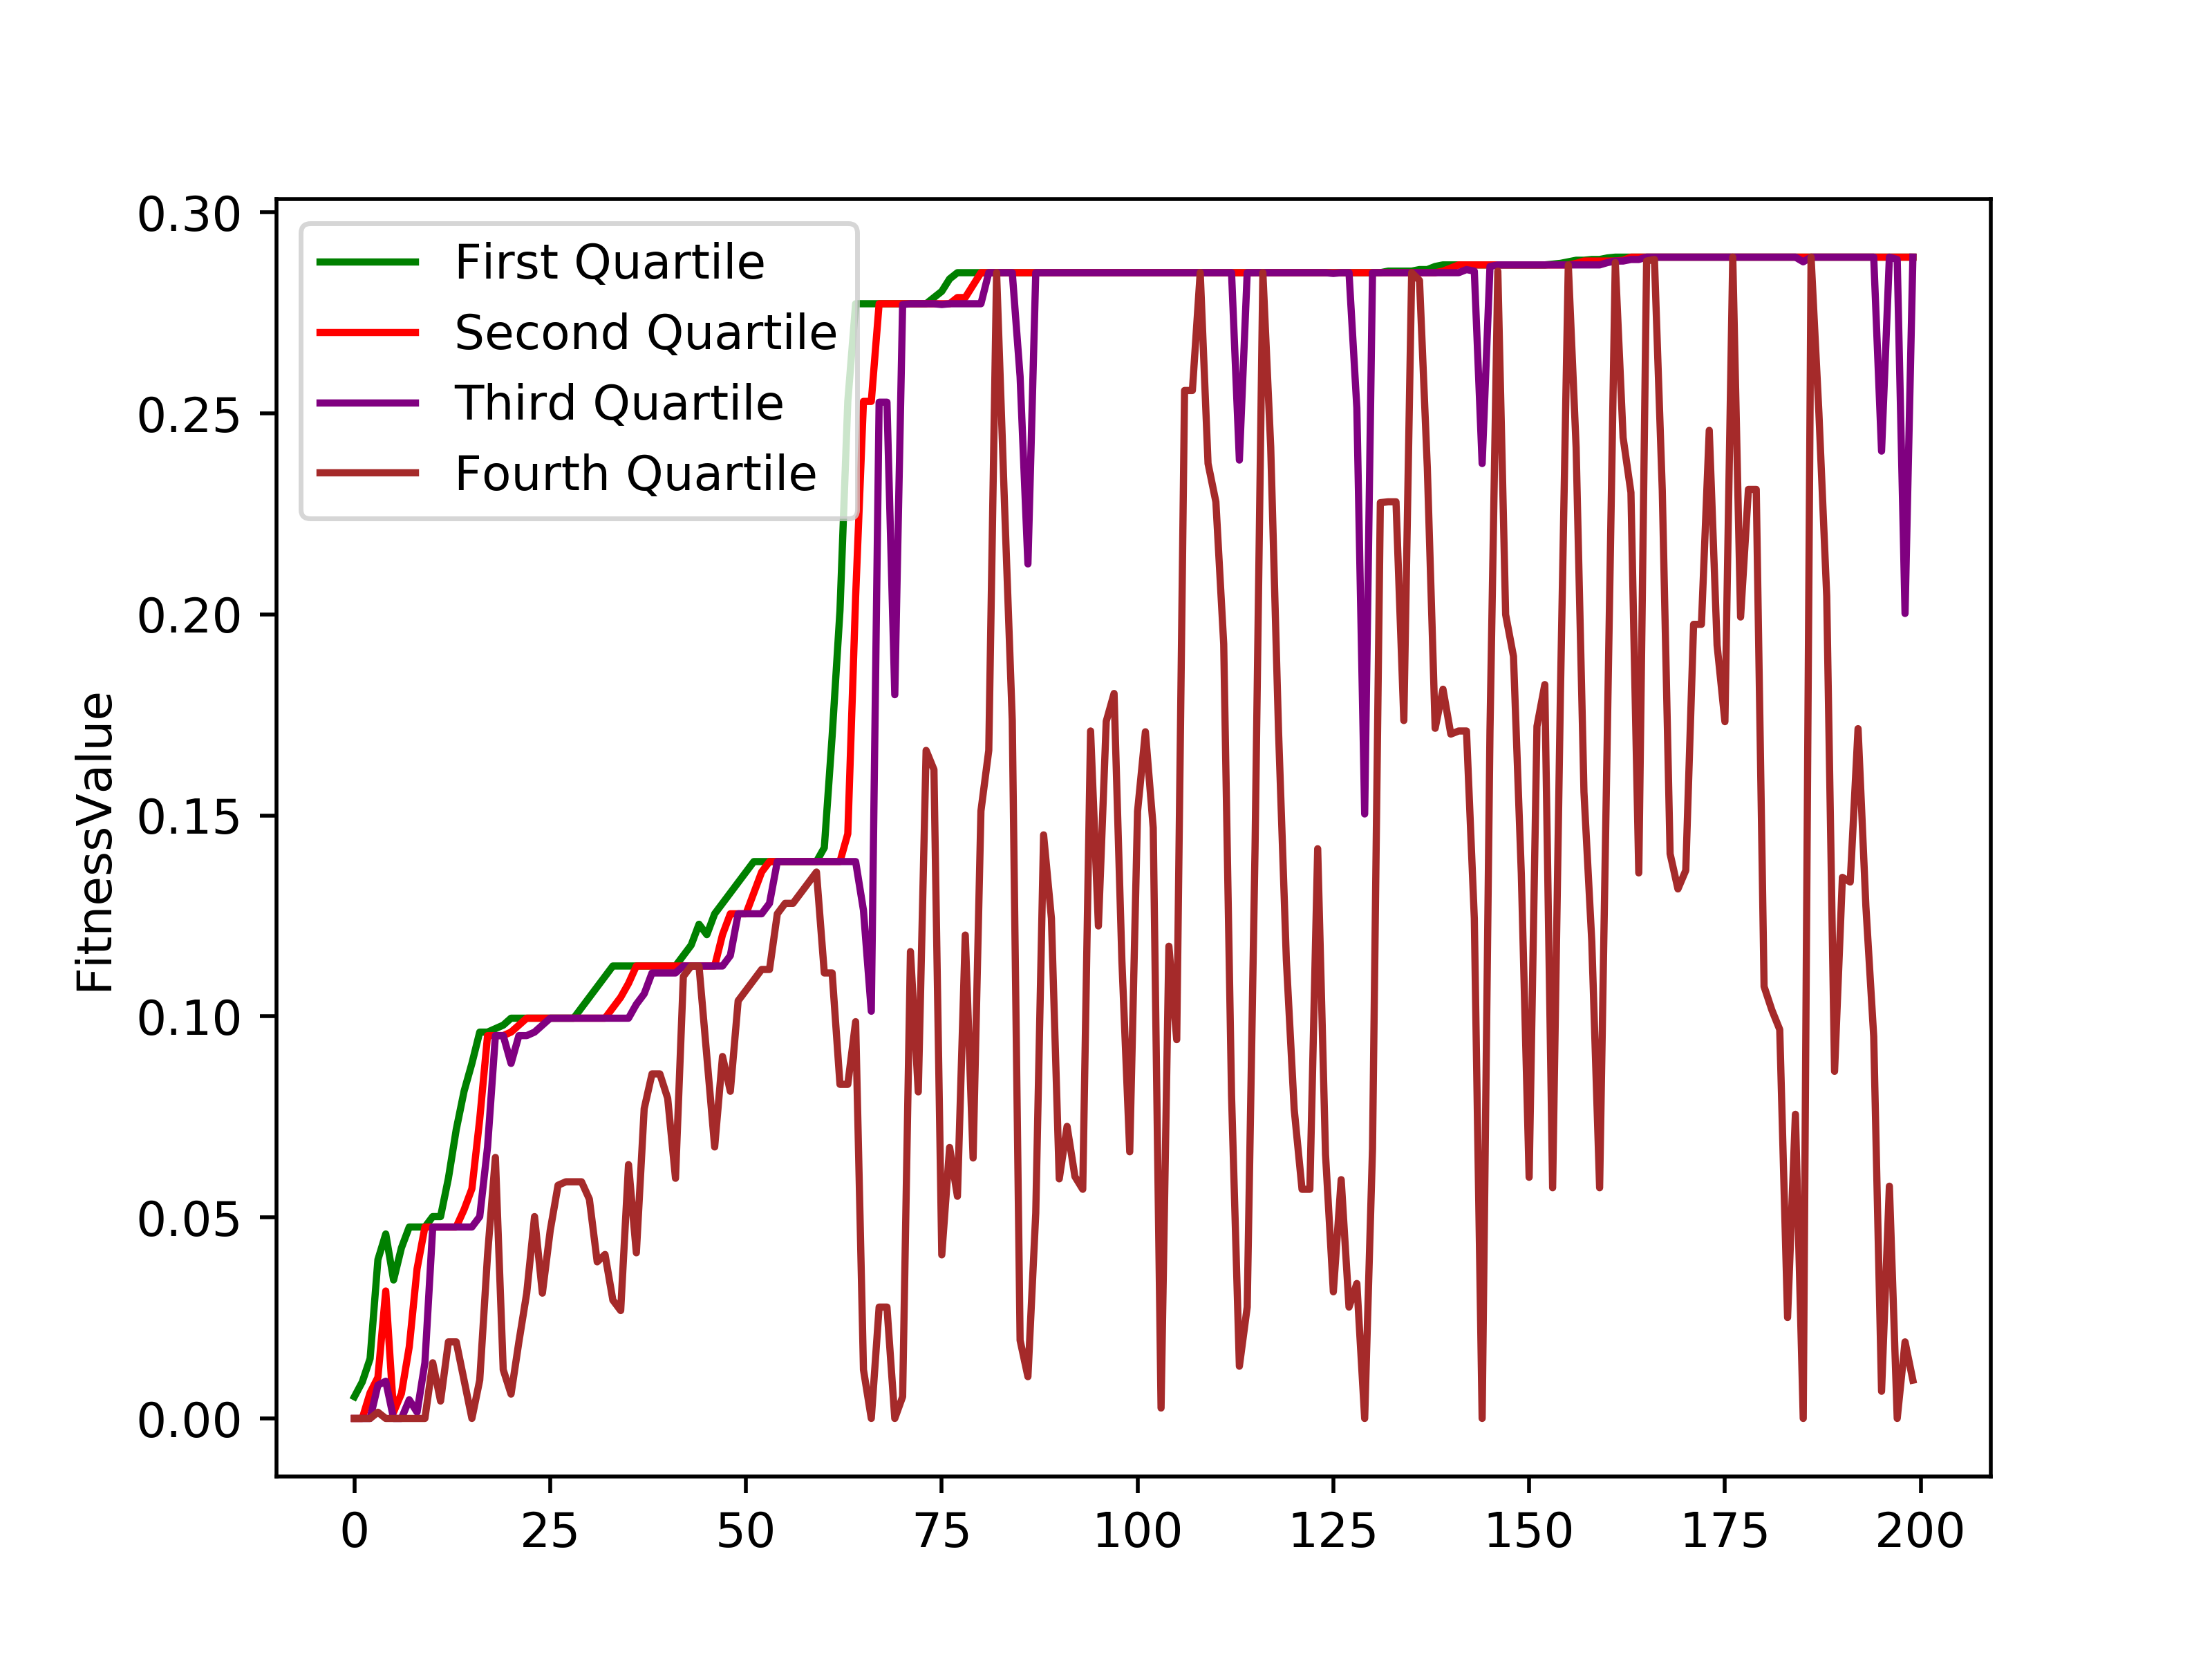 0.30
0.25
0.20
0.15
0.10
0.05
0.00
FitnessValue
First Quartile
Second Quartile
Third Quartile
Fourth Quartile
0 25 50 75 100 125 150 175 200